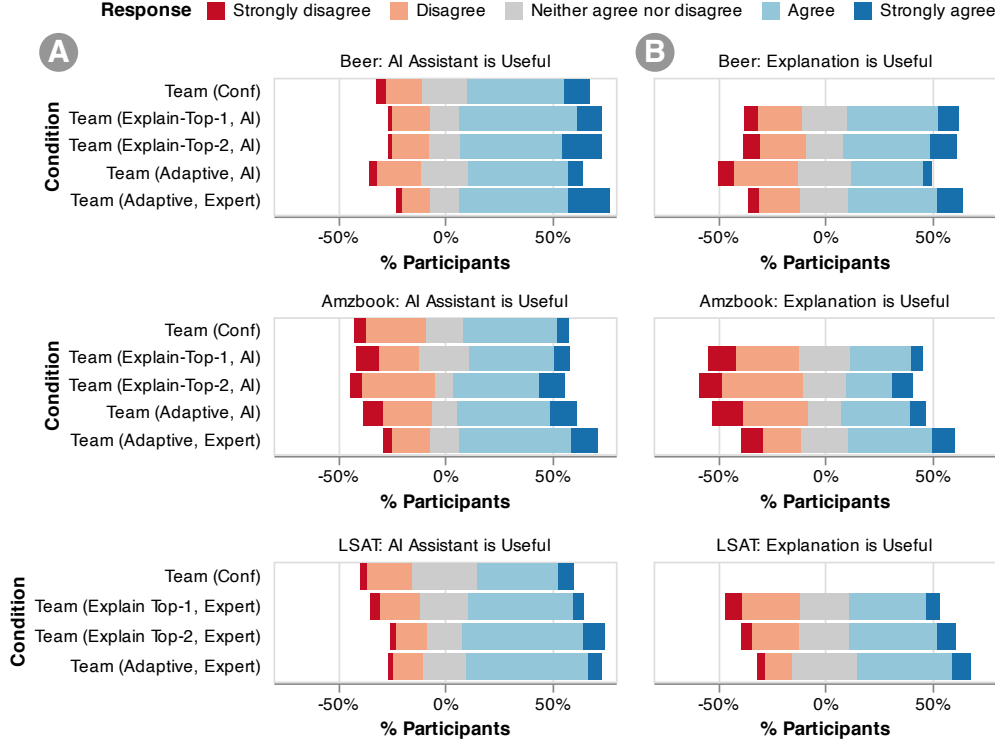 Response Strongly disagree Disagree Neither agree nor disagree Agree Strongly agree
A
B
Beer: AI Assistant is Useful
Condition
Team (Conf)
Team (Explain-Top-1, AI)
Team (Explain-Top-2, AI)
Team (Adaptive, AI)
Team (Adaptive, Expert)
-50% 0% 50%
% Participants
Beer: Explanation is Useful
-50% 0% 50%
% Participants
Amzbook: AI Assistant is Useful
Condition
Team (Conf)
Team (Explain-Top-1, AI)
Team (Explain-Top-2, AI)
Team (Adaptive, AI)
Team (Adaptive, Expert)
-50% 0% 50%
% Participants
Amzbook: Explanation is Useful
-50% 0% 50%
% Participants
LSAT: AI Assistant is Useful
Condition
Team (Conf)
Team (Explain Top-1, Expert)
Team (Explain Top-2, Expert)
Team (Adaptive, Expert)
-50% 0% 50%
% Participants
LSAT: Explanation is Useful
-50% 0% 50%
% Participants